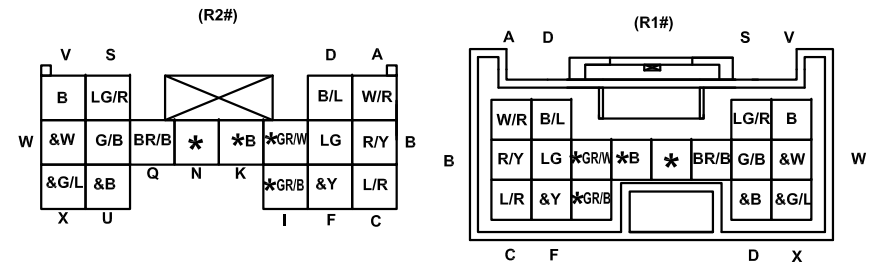 (R2#)
V S D A
B LG/R B/L W/R
W &W G/B BR/B * *B *GR/W LG R/Y B
&G/L &B Q N K *GR/B &Y L/R
X U I F C
(R1#)
A D S V
W/R B/L LG/R B
B R/Y LG *GR/W *B * BR/B G/B &W W
L/R &Y *GR/B &B &G/L
C F D X